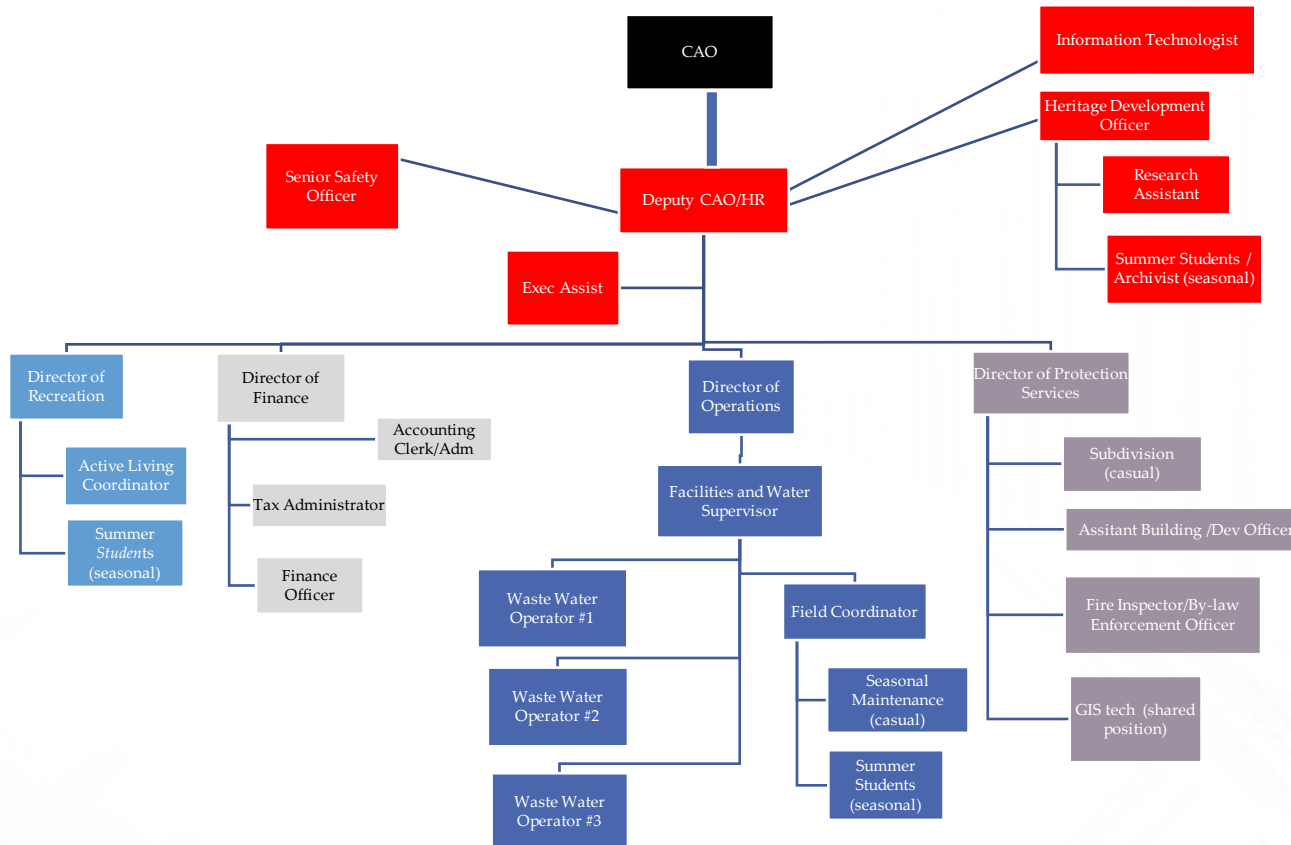 CAO
Information Technologist
Heritage Development
Officer
Senior Safety
Officer
Deputy CAO/HR
Research
Assistant
Exec Assist
Summer Students /
Archivist (seasonal)
Director of
Recreation
Director of
Finance
Director of
Operations
Director of Protection
Services
Accounting
Clerk/Adm
Active Living
Coordinator
Tax Administrator
Facilities and Water
Supervisor
Subdivision
(casual)
Summer
Students
(seasonal)
Assitant Building /Dev Officer
Finance
Officer
Waste Water
Operator #1
Field Coordinator
Fire Inspector/By-law
Enforcement Officer
Waste Water
Operator #2
Seasonal
Maintenance
(casual)
GIS tech (shared
position)
Waste Water
Operator #3
Summer
Students
(seasonal)